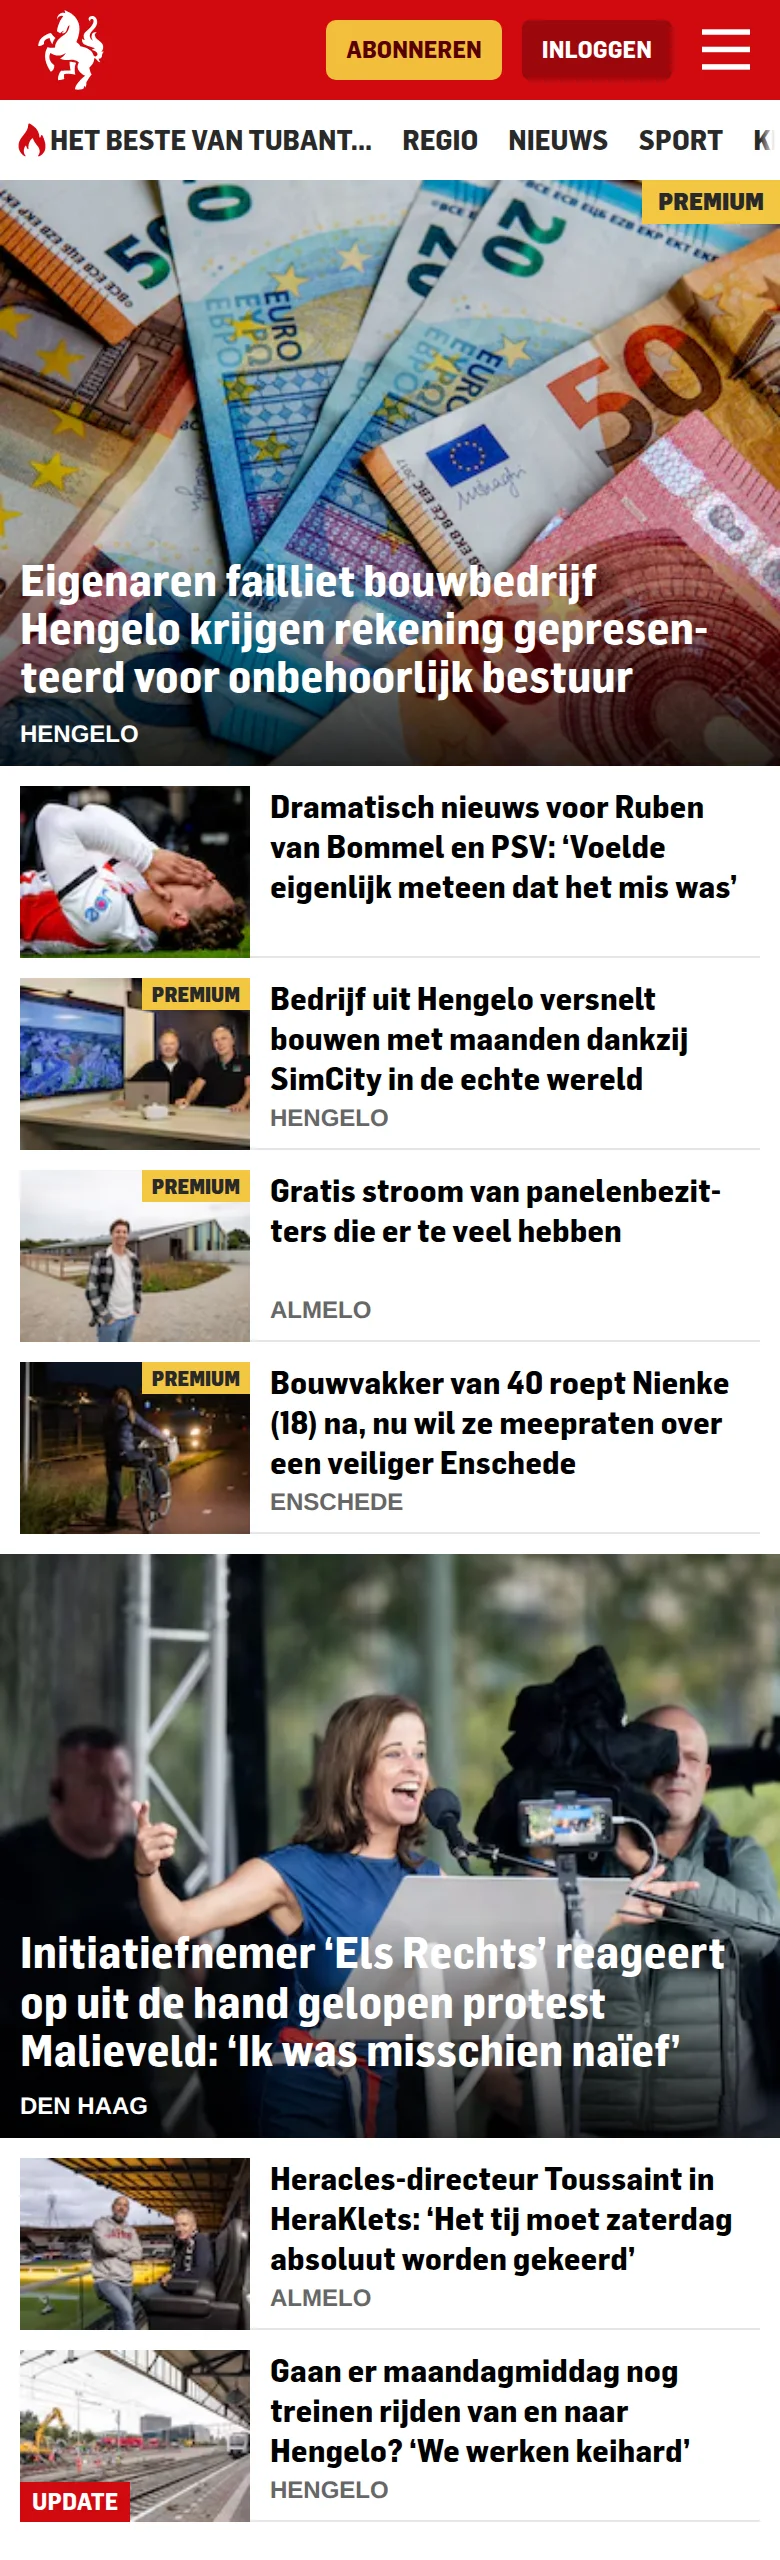 ABONNEREN
INLOGGEN
HET BESTE VAN TUBANT...
REGIO
NIEUWS
SPORT
K
PREMIUM
Eigenaren failliet bouwbedrijf
Hengelo krijgen rekening gepresen-
teerd voor onbehoorlijk bestuur
HENGELO
Dramatisch nieuws voor Ruben
van Bommel en PSV: ‘Voelde
eigenlijk meteen dat het mis was’
PREMIUM
Bedrijf uit Hengelo versnelt
bouwen met maanden dankzij
SimCity in de echte wereld
HENGELO
PREMIUM
Gratis stroom van panelenbezit-
ters die er te veel hebben
ALMELO
PREMIUM
Bouwvakker van 40 roept Nienke
(18) na, nu wil ze meepraten over
een veiliger Enschede
ENSCHEDE
Initiatiefnemer ‘Els Rechts’ reageert
op uit de hand gelopen protest
Malieveld: ‘Ik was misschien naïef’
DEN HAAG
Heracles-directeur Toussaint in
HeraKlets: ‘Het tij moet zaterdag
absoluut worden gekeerd’
ALMELO
UPDATE
Gaan er maandagmiddag nog
treinen rijden van en naar
Hengelo? ‘We werken keihard’
HENGELO